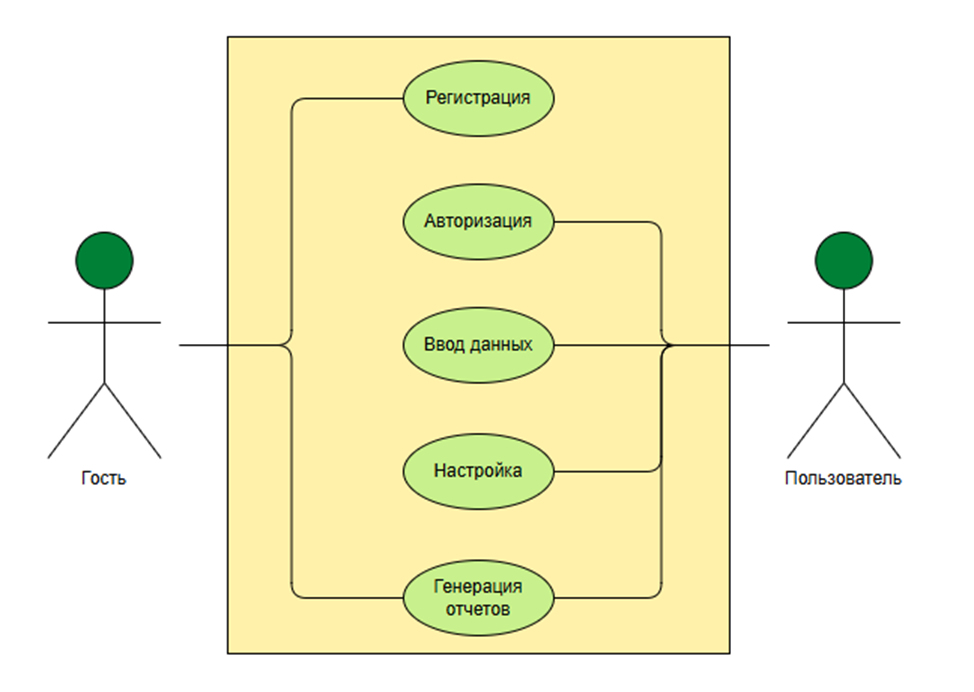 Регистрация
Авторизация
Ввод данных
Настройка
Гость
Пользователь
Генерация
отчетов